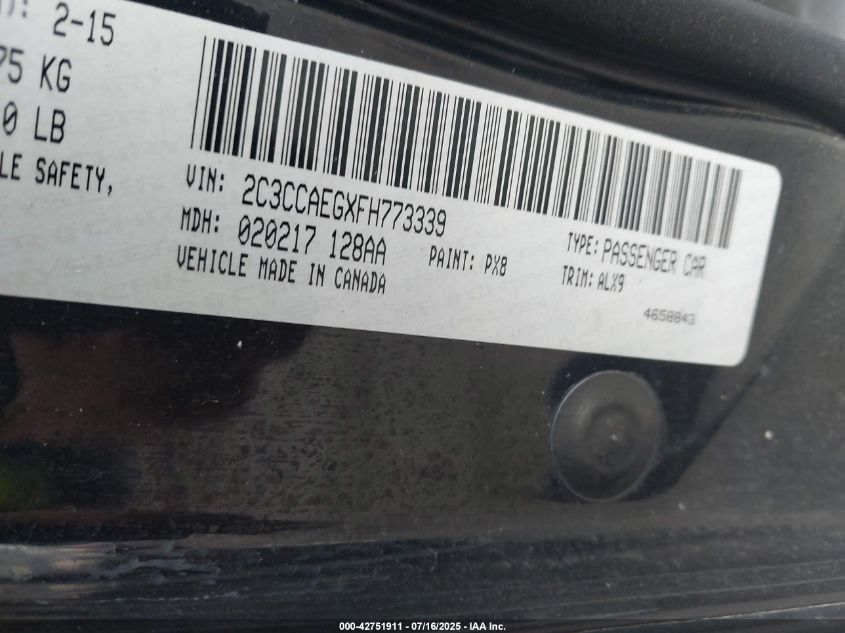 : 2-15
75 KG
0 LB
LE SAFETY,
VIN: 2C3CCAEGXFH773339
MDH: 020217 128AA
VEHICLE MADE IN CANADA
PAINT: PX8
TYPE: PASSENGER CAR
TRIM: ALX9
4658843
000-42751911 - 07/16/2025 - IAA Inc.